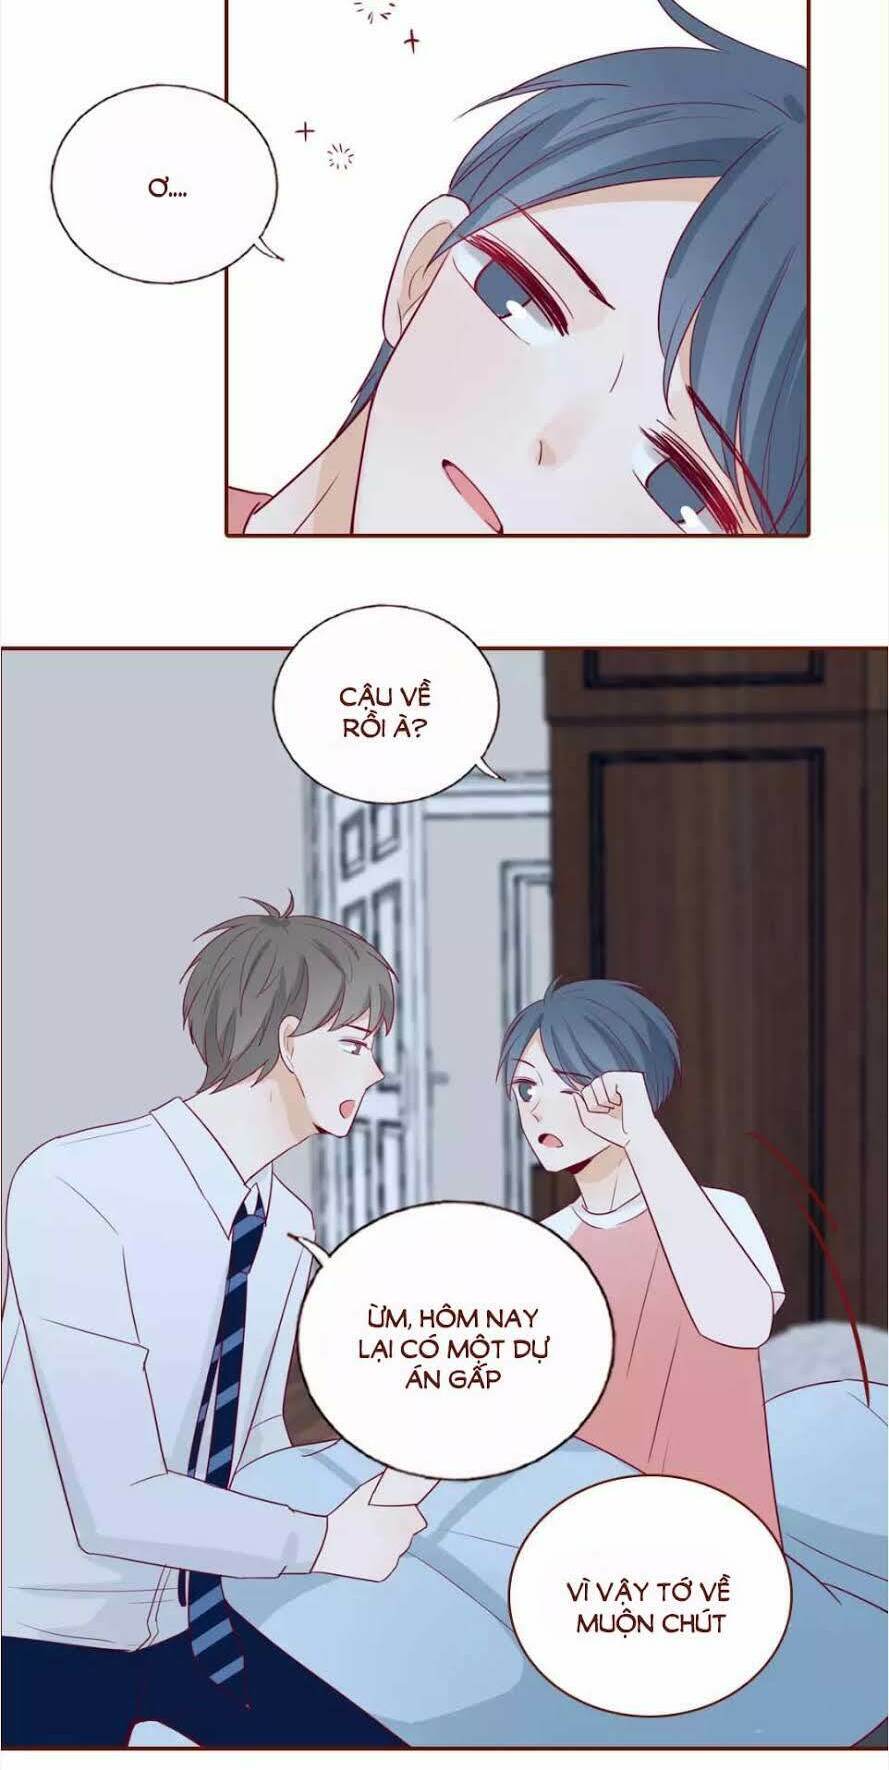 Ơ....
CẬU VỀ
RỒI À?
ỪM, HÔM NAY
LẠI CÓ MỘT DỰ
ÁN GẤP
VÌ VẬY TỚ VỀ
MUỘN CHÚT